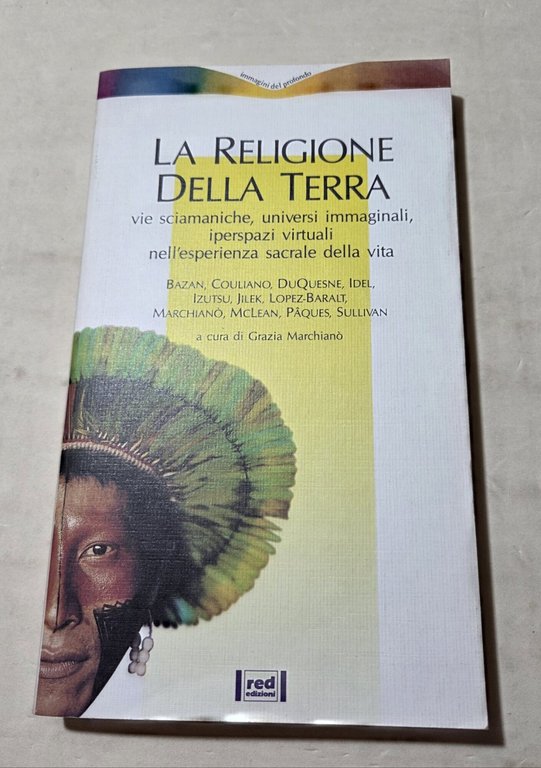 immagini del profondo
LA RELIGIONE
DELLA TERRA
vie sciamaniche, universi immaginali,
iperspazi virtuali
nell'esperienza sacrale della vita
BAZAN, COULIANO, DUQUESNE, IDEL,
IZUTSU, JILEK, LOPEZ-BARALT,
MARCHIANÒ, MCLEAN, PÂQUES, SULLIVAN
a cura di Grazia Marchianò
red
edizioni